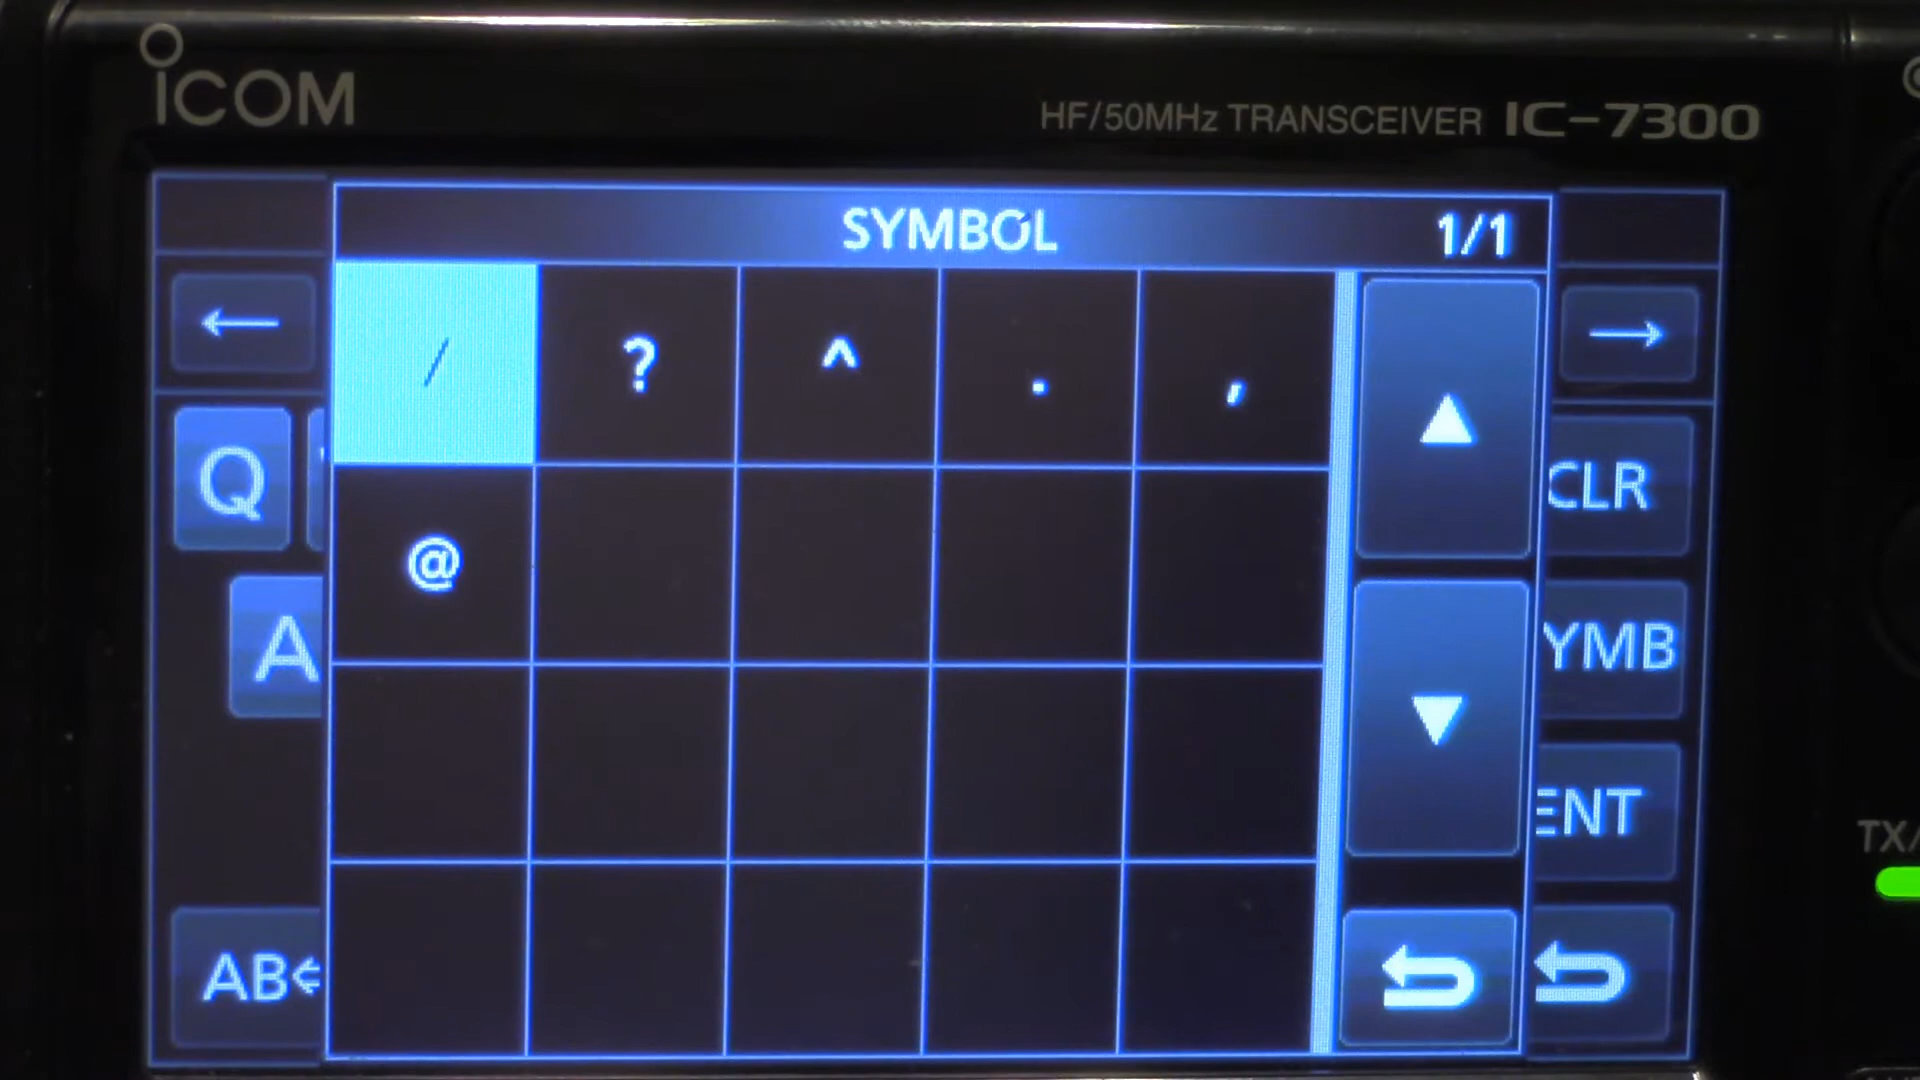 ICOM
HF/50MHz TRANSCEIVER IC-7300
SYMBOL 1/1
← / ? ^ . , ▲ →
Q CLR
@
A YMB
▼
ENT
TX/
AB